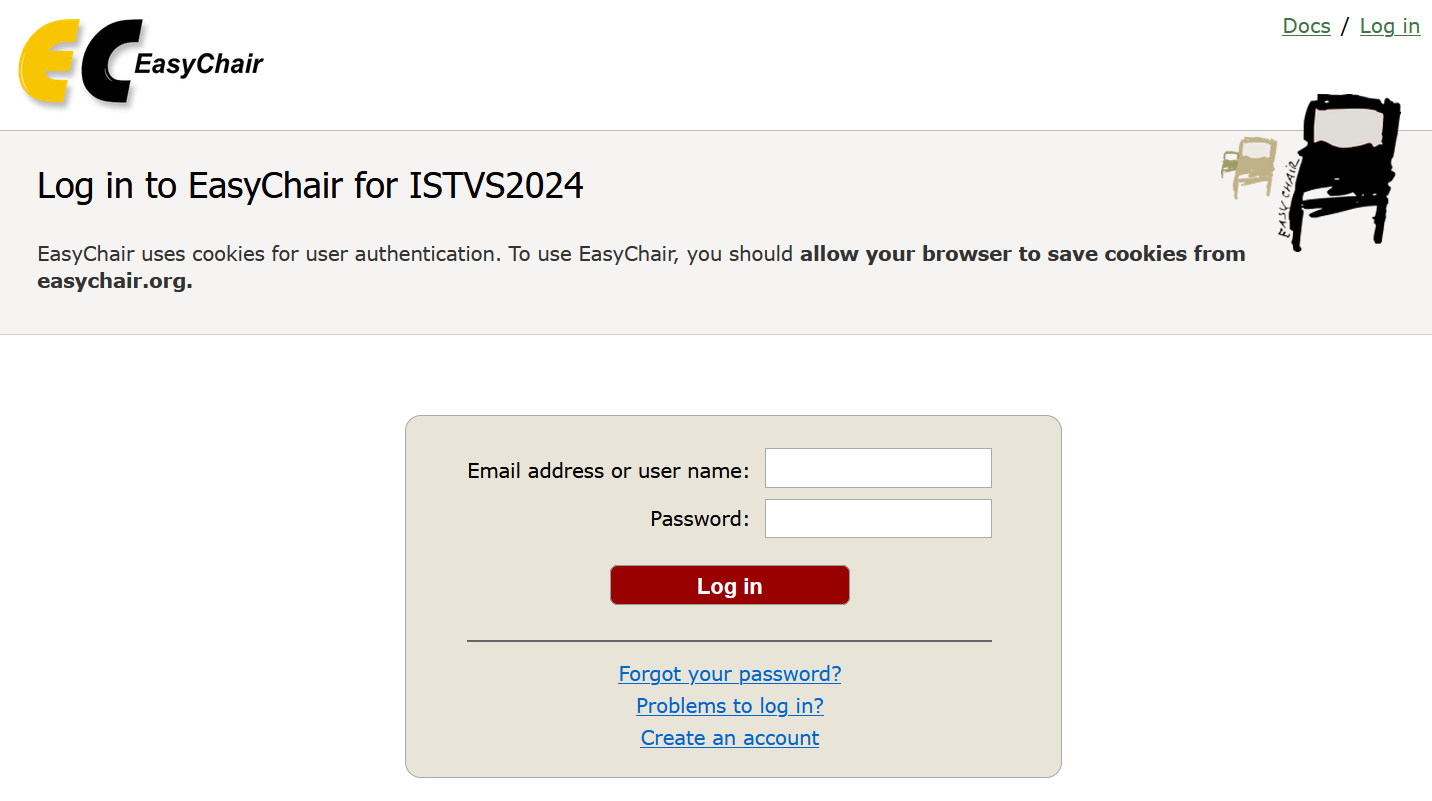 EC EasyChair
Docs / Log in
EASY CHAIR
Log in to EasyChair for ISTVS2024
EasyChair uses cookies for user authentication. To use EasyChair, you should allow your browser to save cookies from
easychair.org.
Email address or user name:
Password:
Log in
Forgot your password?
Problems to log in?
Create an account